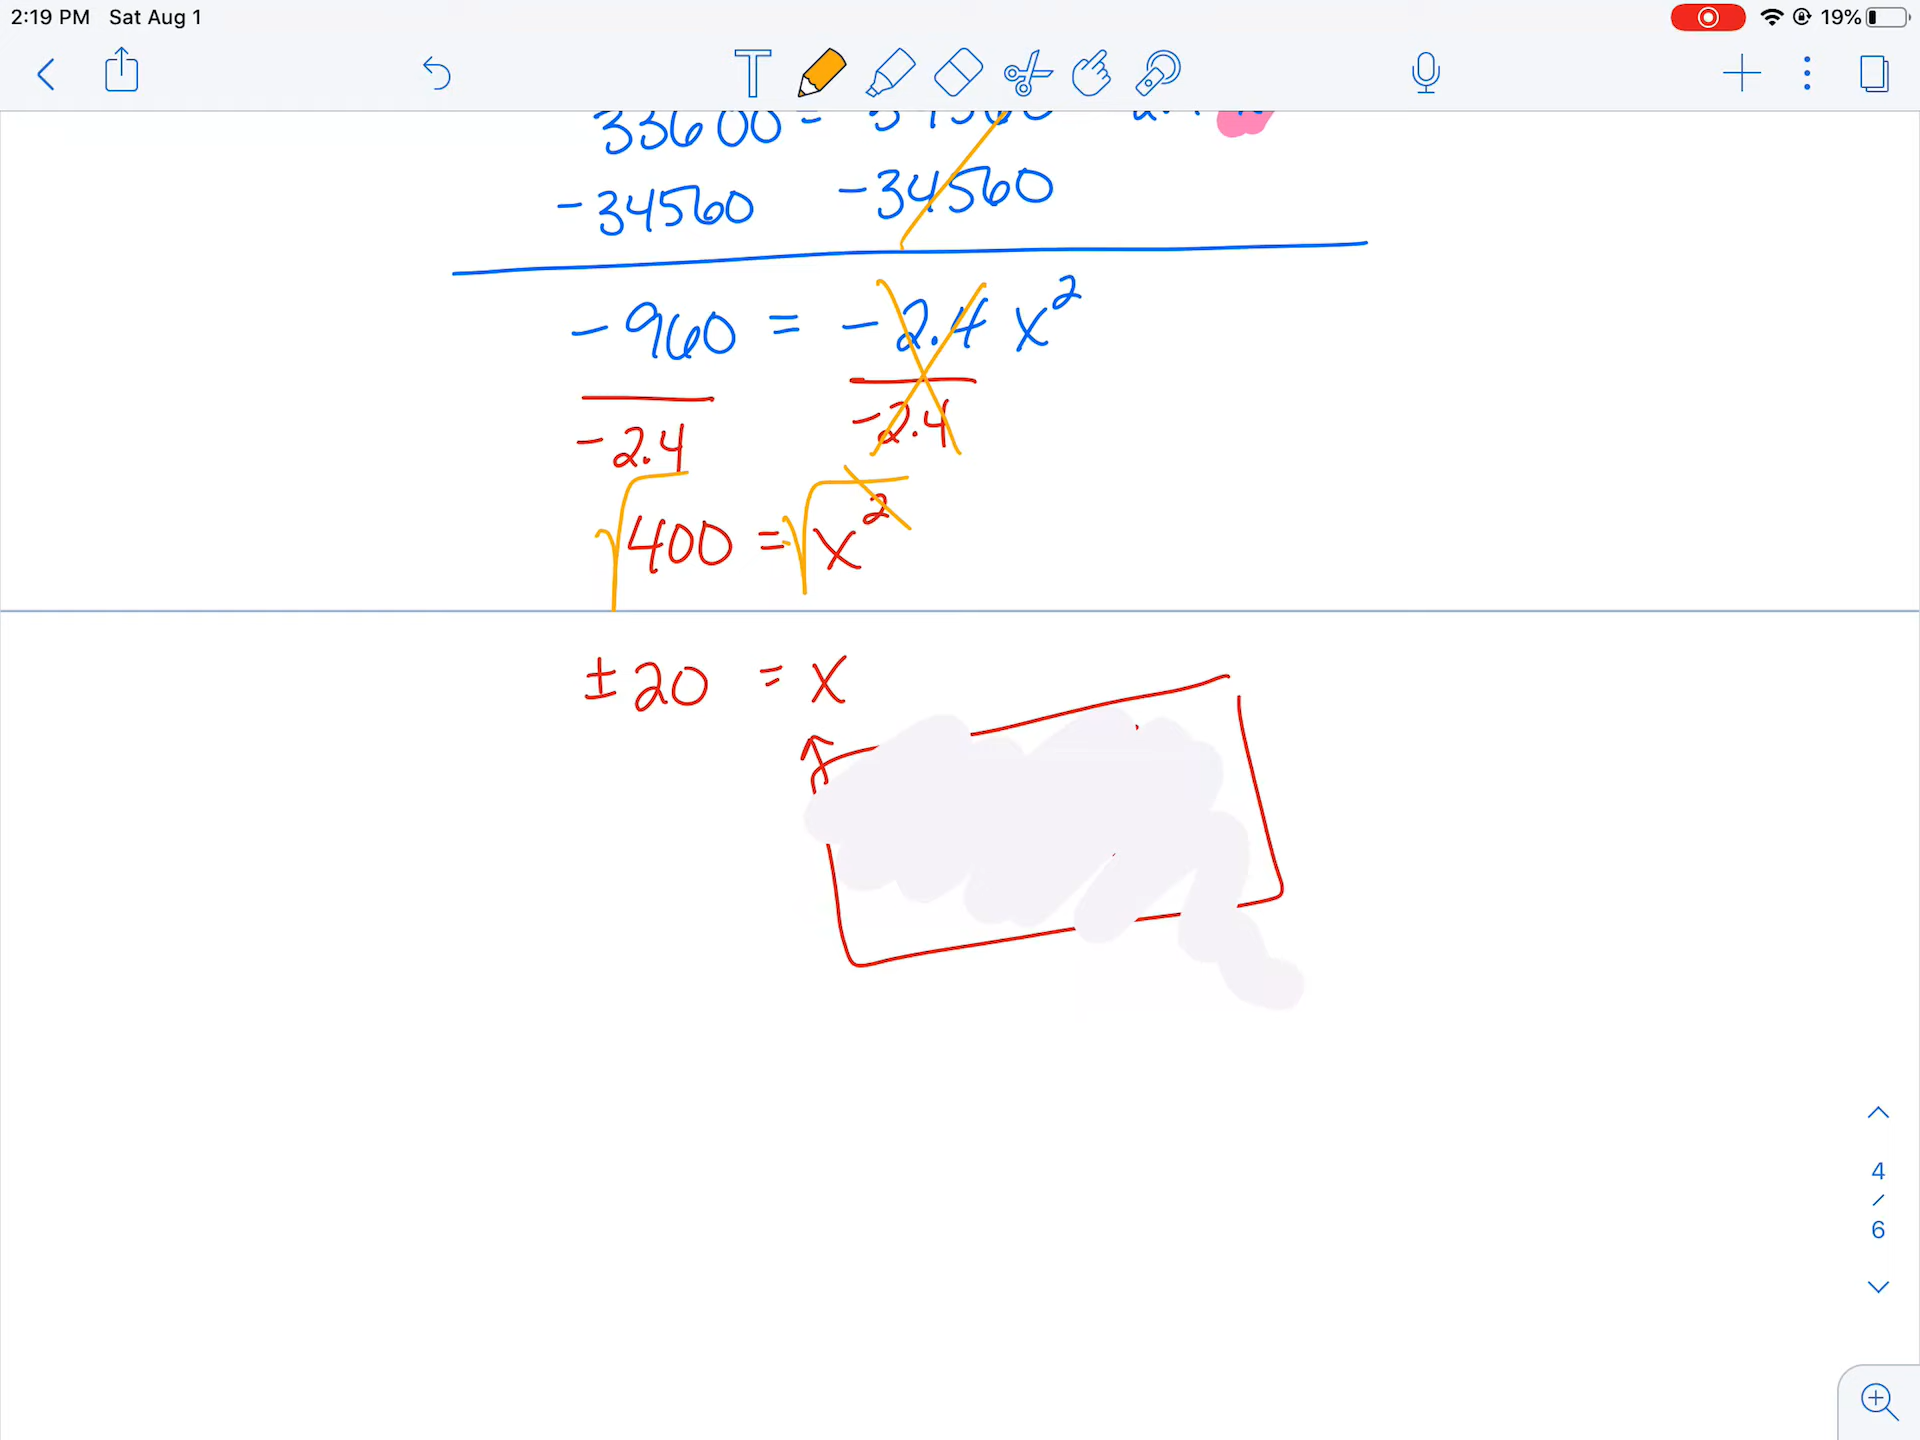 2:19 PM Sat Aug 1 19%
T
33600 =
-34560 -34560
-960 = -2.4 x²
-2.4 -2.4
√400 = √x²
±20 = x
4
/
6